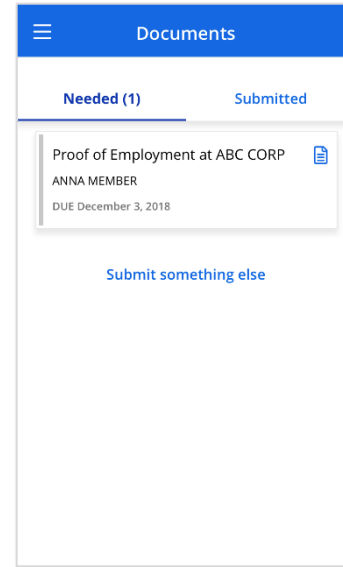 Documents
Needed (1)
Submitted
Proof of Employment at ABC CORP
ANNA MEMBER
DUE December 3, 2018
Submit something else